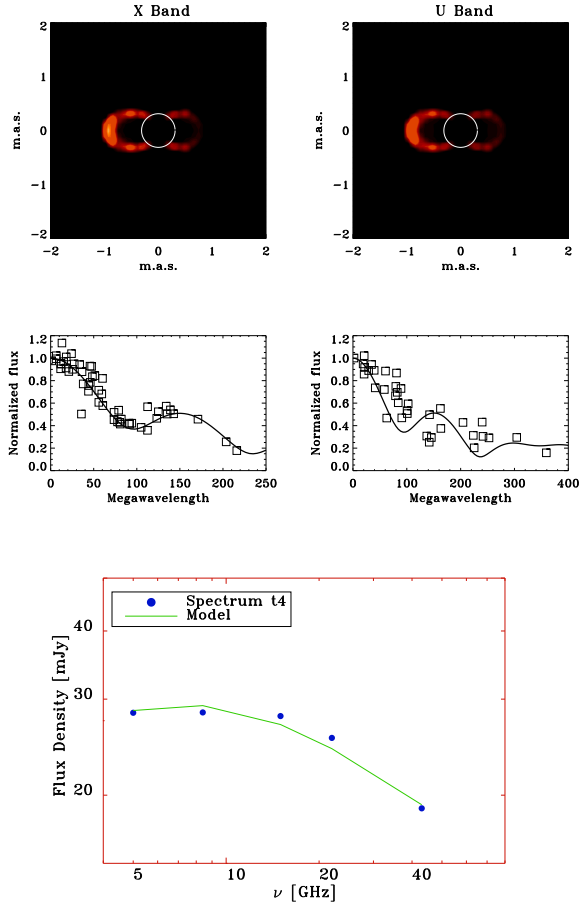 X Band
U Band
2
1
0
−1
−2
m.a.s.
−2 −1 0 1 2
m.a.s.
2
1
0
−1
−2
m.a.s.
−2 −1 0 1 2
m.a.s.
1.2
1.0
0.8
0.6
0.4
0.2
0.0
Normalized flux
0 50 100 150 200 250
Megawavelength
1.2
1.0
0.8
0.6
0.4
0.2
0.0
Normalized flux
0 100 200 300 400
Megawavelength
Spectrum t4
Model
40
30
20
Flux Density [mJy]
5 10 20 40
ν [GHz]